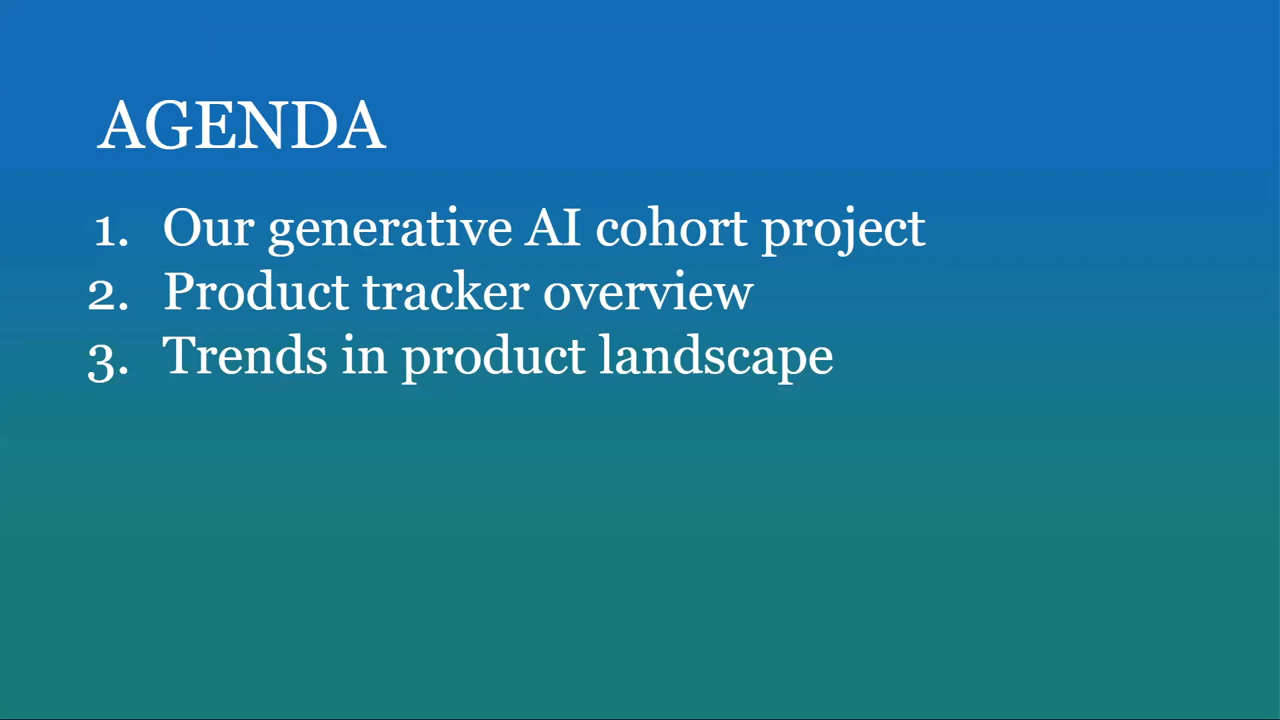 AGENDA
1. Our generative AI cohort project
2. Product tracker overview
3. Trends in product landscape